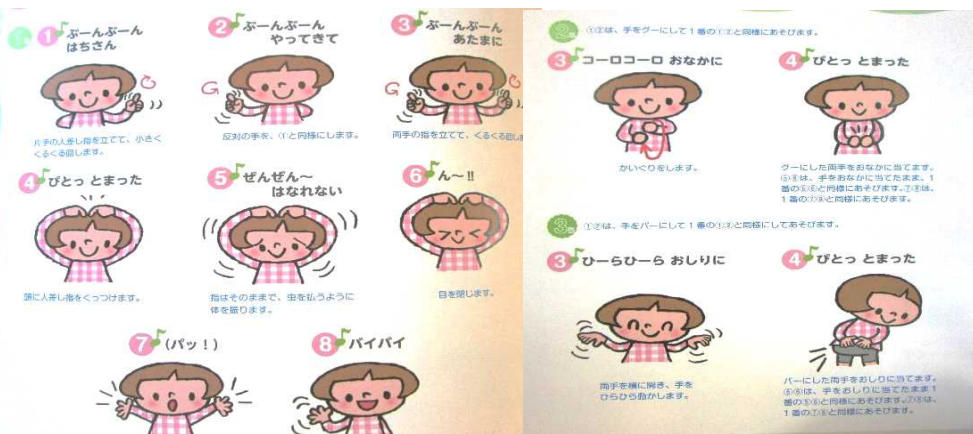 1 ぶーんぶーん
はちさん
片手の人差し指を立てて、小さく
くるくる回します。
2 ぶーんぶーん
やってきて
反対の手を、①と同様にします。
3 ぶーんぶーん
あたまに
両手の指を立てて、くるくる回しま
4 ぴとっ とまった
頭に人差し指をくっつけます。
5 ぜんぜん〜
はなれない
指はそのままで、虫を払うように
体を振ります。
6 ん〜!!
目を閉じます。
7 (パッ!)
8 バイバイ
2番
①②は、手をグーにして1番の①②と同様にあそびます。
3 コーロコーロ おなかに
かいぐりをします。
4 ぴとっ とまった
グーにした両手をおなかに当てます。
⑤⑥は、手をおなかに当てたまま、1
番の⑤⑥と同様にあそびます。⑦⑧は、
1番の⑦⑧と同様にあそびます。
3番
①②は、手をパーにして1番の①②と同様にしてあそびます。
3 ひーらひーら おしりに
両手を横に開き、手を
ひらひら動かします。
4 ぴとっ とまった
パーにした両手をおしりに当てます。
⑤⑥は、手をおしりに当てたまま1
番の⑤⑥と同様にあそびます。⑦⑧は、
1番の⑦⑧と同様にあそびます。